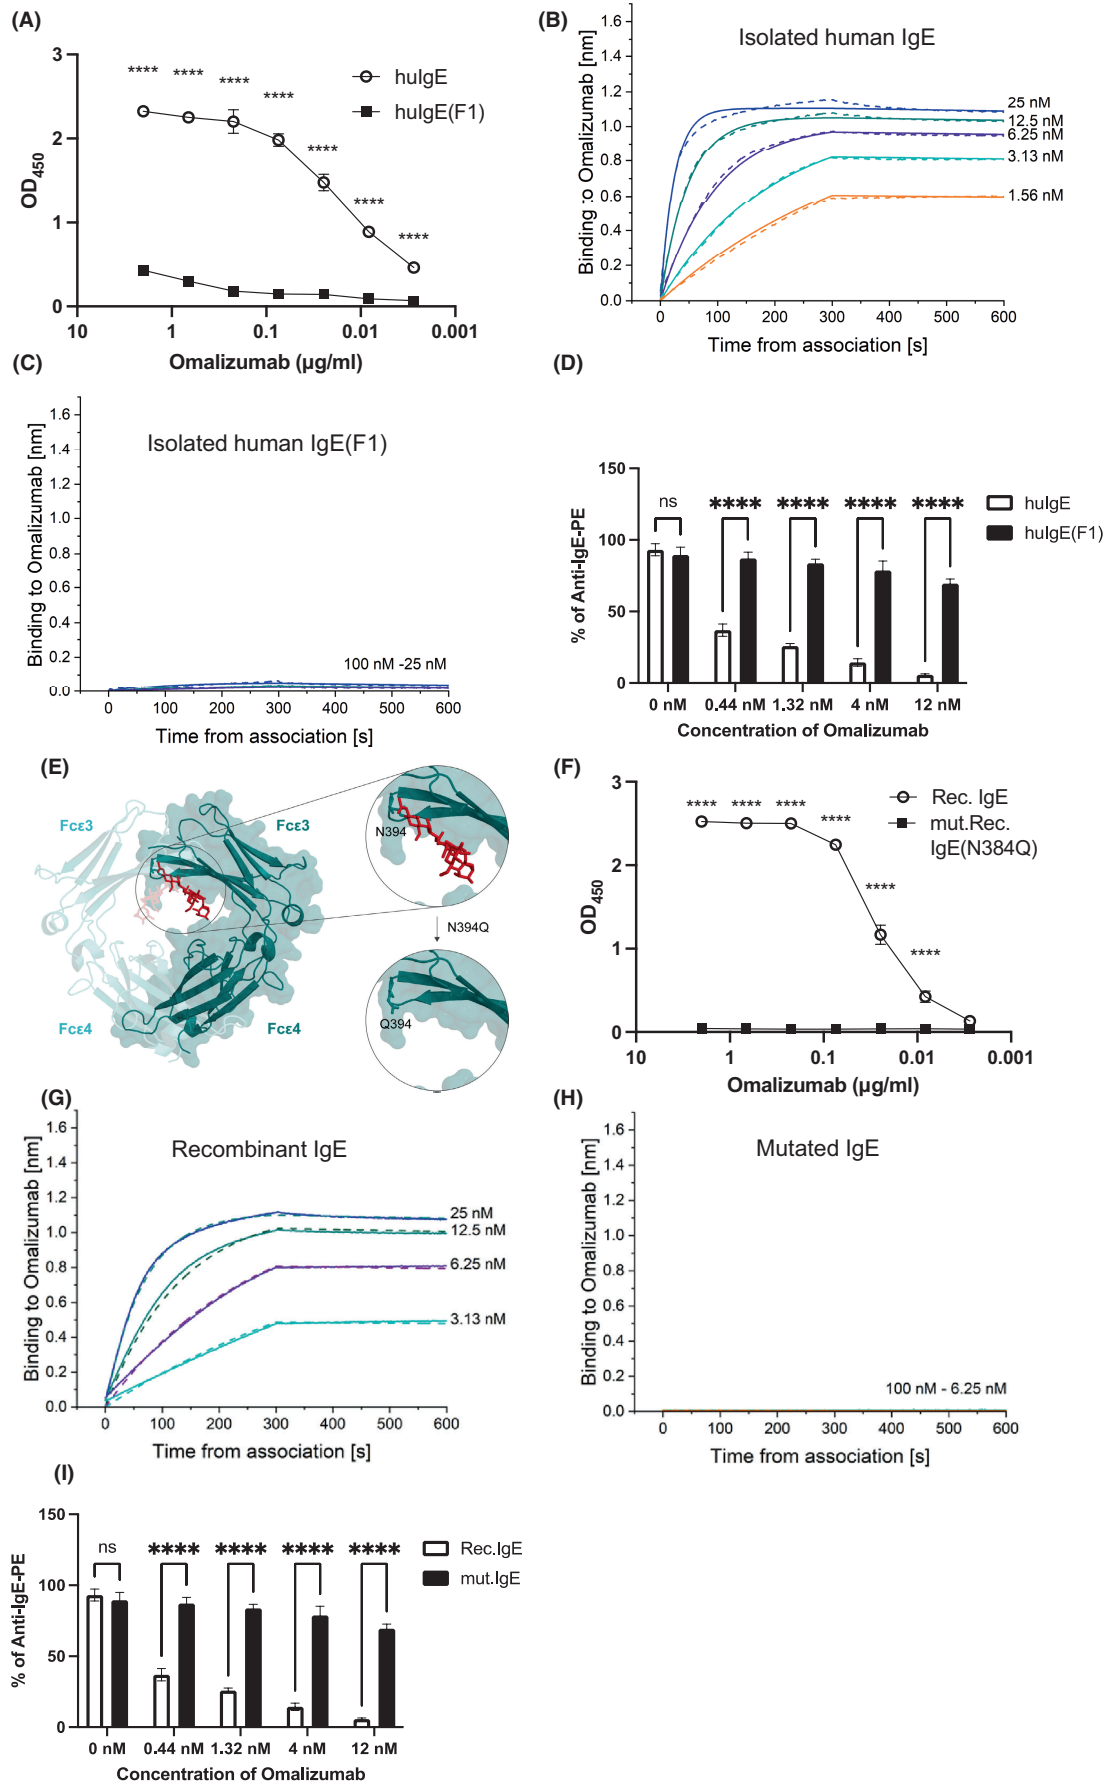 (A)
3
2
1
0
OD450
10
1
0.1
0.01
0.001
Omalizumab (µg/ml)
**** **** **** **** **** **** ****
huIgE
huIgE(F1)
(B)
Isolated human IgE
Binding :o Omalizumab [nm]
1.6
1.4
1.2
1.0
0.8
0.6
0.4
0.2
0.0
25 nM
12.5 nM
6.25 nM
3.13 nM
1.56 nM
0 100 200 300 400 500 600
Time from association [s]
(C)
Isolated human IgE(F1)
Binding to Omalizumab [nm]
1.6
1.4
1.2
1.0
0.8
0.6
0.4
0.2
0.0
100 nM -25 nM
0 100 200 300 400 500 600
Time from association [s]
(D)
% of Anti-IgE-PE
150
100
50
0
ns **** **** **** ****
huIgE
huIgE(F1)
0 nM 0.44 nM 1.32 nM 4 nM 12 nM
Concentration of Omalizumab
(E)
Fcε3
Fcε3
Fcε4
Fcε4
N394
N394Q
Q394
(F)
3
2
1
0
OD450
10
1
0.1
0.01
0.001
Omalizumab (µg/ml)
**** **** **** **** **** ****
Rec. IgE
mut.Rec.
IgE(N384Q)
(G)
Recombinant IgE
Binding to Omalizumab [nm]
1.6
1.4
1.2
1.0
0.8
0.6
0.4
0.2
0.0
25 nM
12.5 nM
6.25 nM
3.13 nM
0 100 200 300 400 500 600
Time from association [s]
(H)
Mutated IgE
Binding to Omalizumab [nm]
1.6
1.4
1.2
1.0
0.8
0.6
0.4
0.2
0.0
100 nM - 6.25 nM
0 100 200 300 400 500 600
Time from association [s]
(I)
% of Anti-IgE-PE
150
100
50
0
ns **** **** **** ****
Rec.IgE
mut.IgE
0 nM 0.44 nM 1.32 nM 4 nM 12 nM
Concentration of Omalizumab